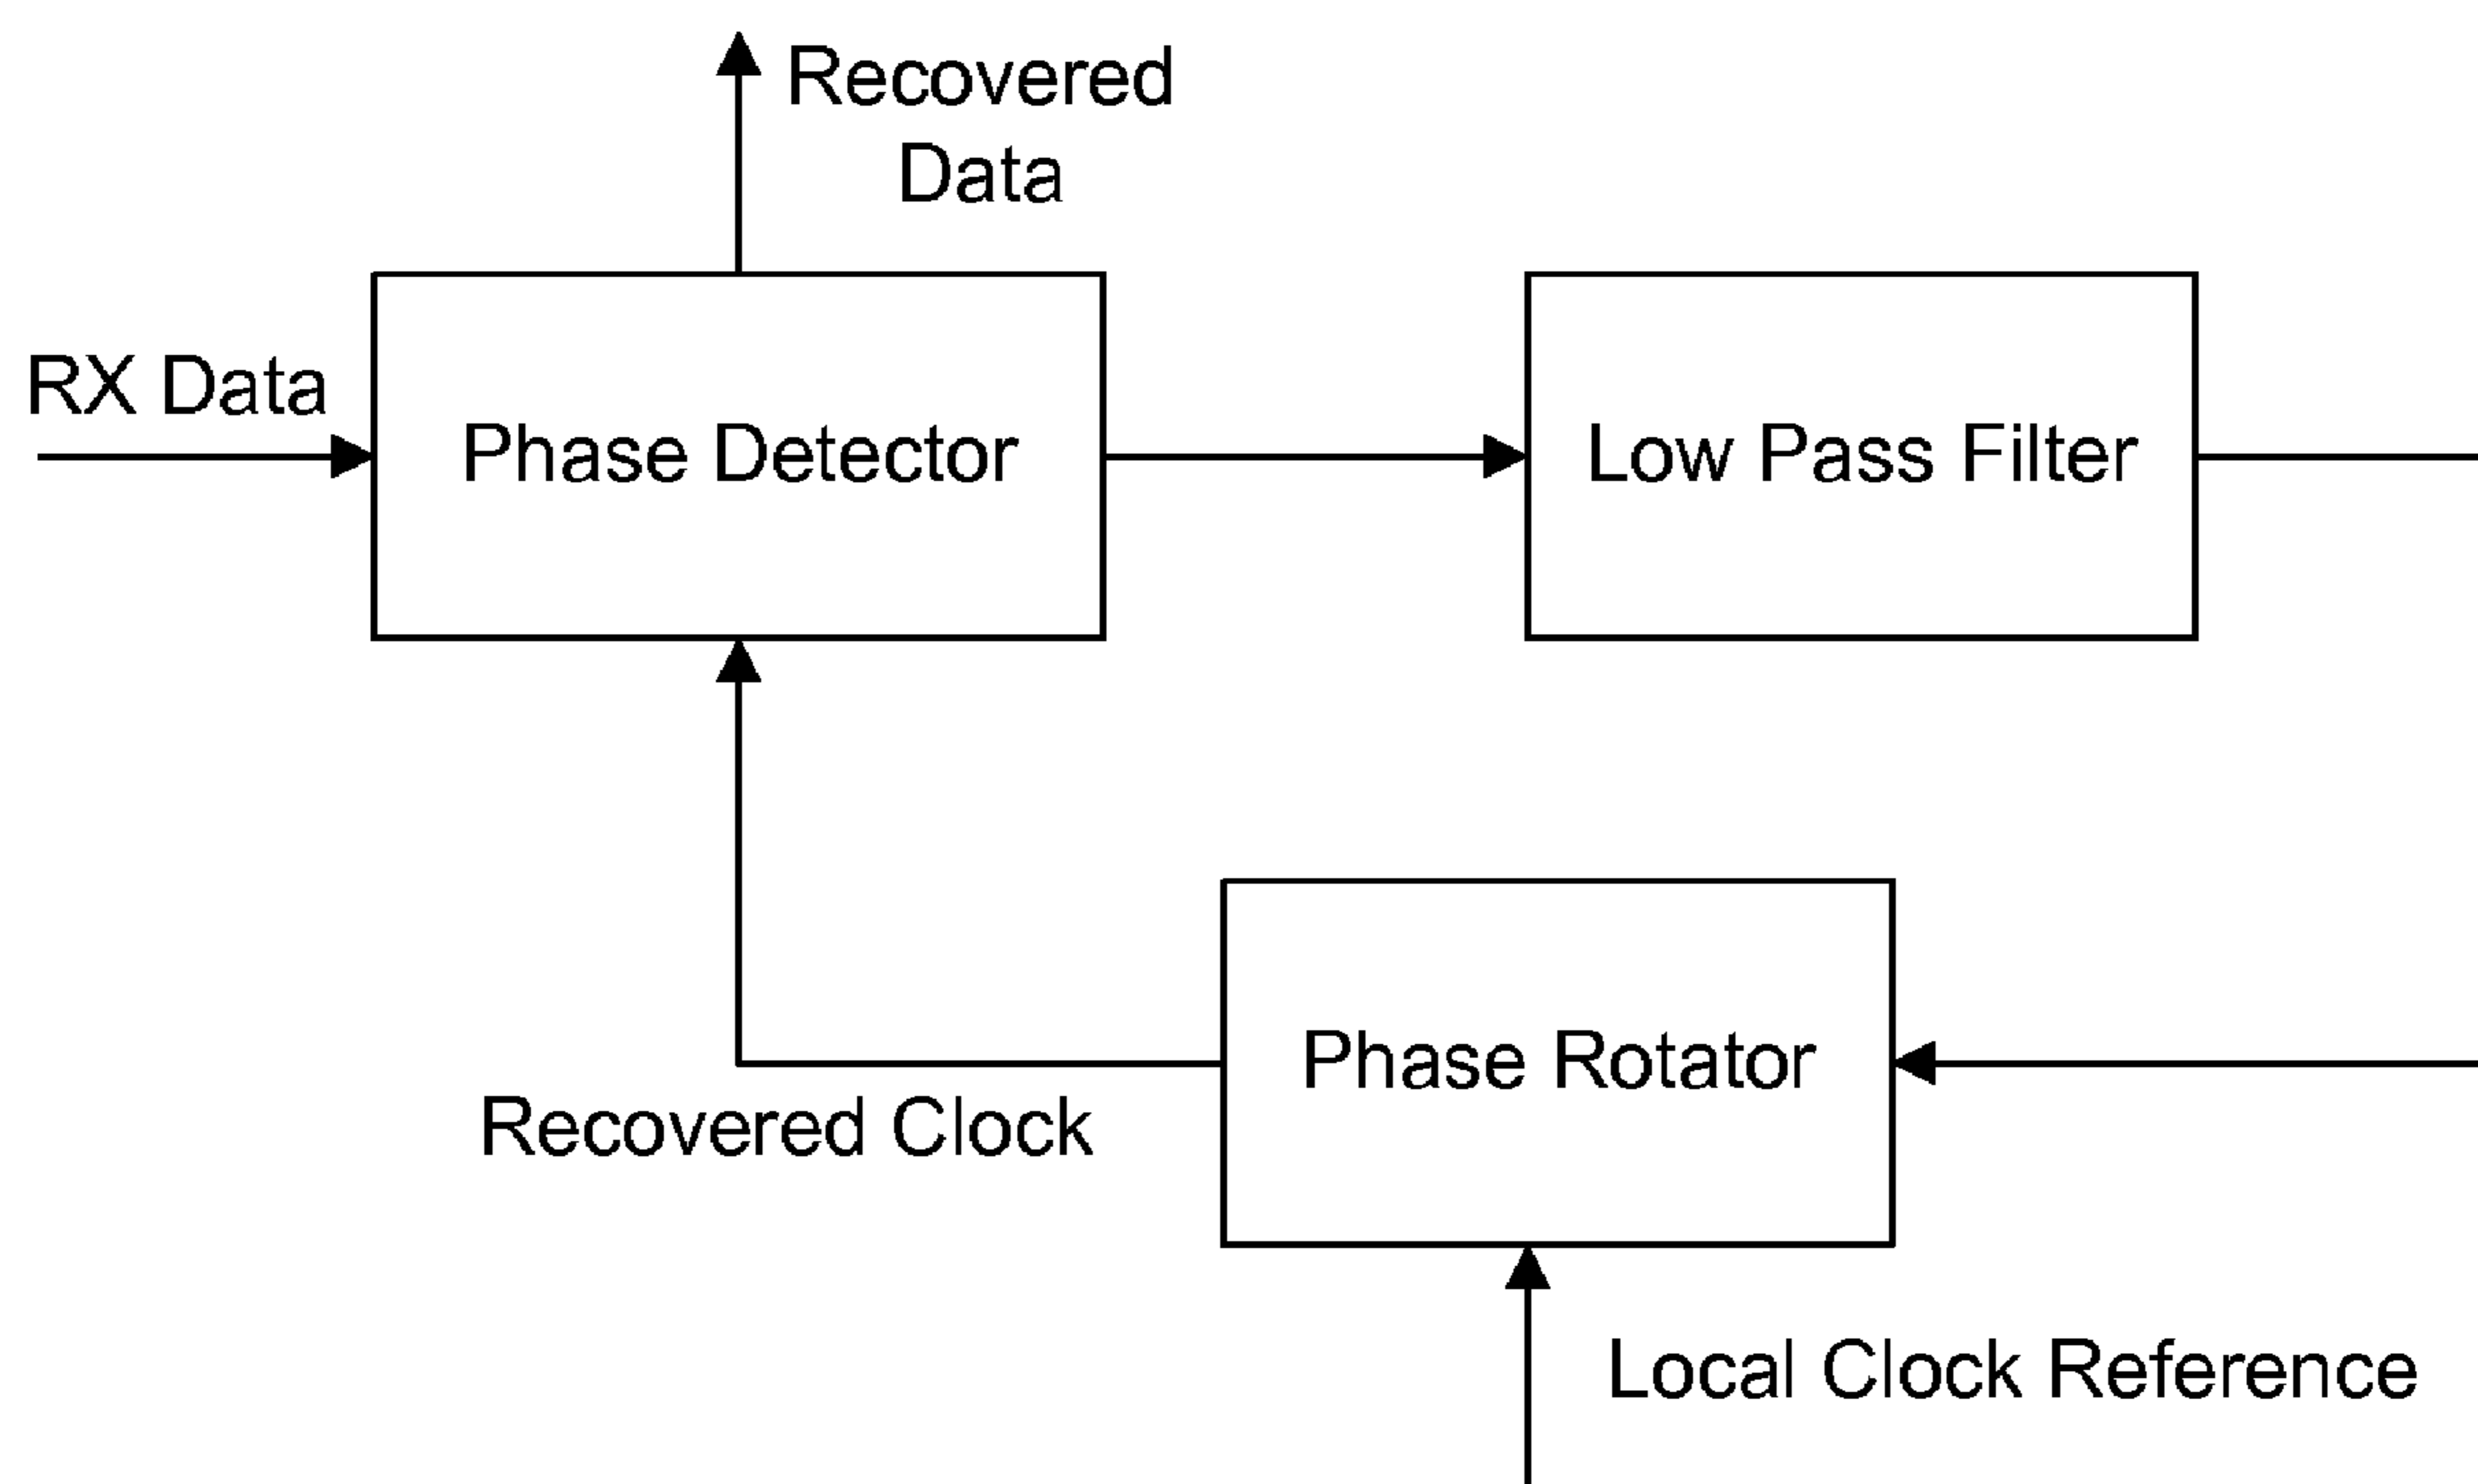 Recovered
Data
RX Data
Phase Detector
Low Pass Filter
Phase Rotator
Recovered Clock
Local Clock Reference